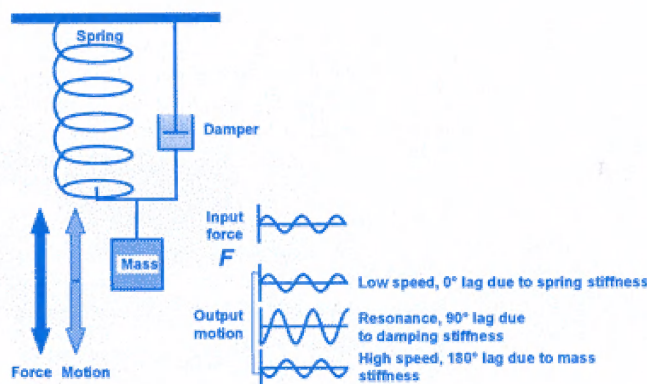 Spring
Damper
Mass
Force Motion
Input
force
F
Output
motion
Low speed, 0° lag due to spring stiffness
Resonance, 90° lag due
to damping stiffness
High speed, 180° lag due to mass
stiffness